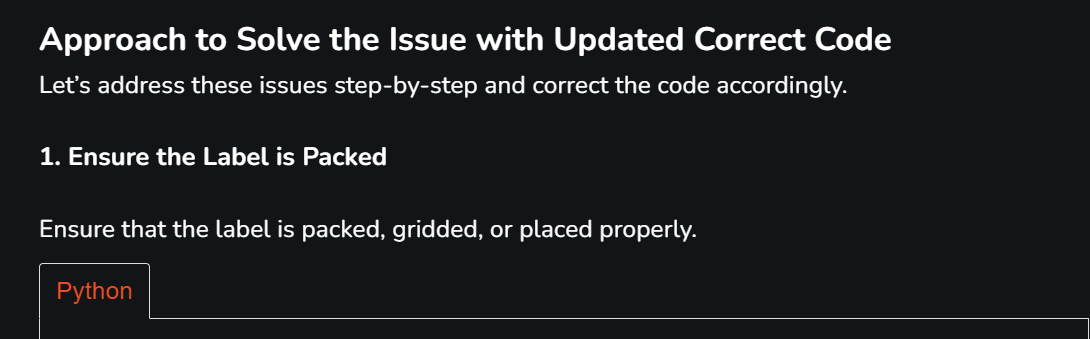 Approach to Solve the Issue with Updated Correct Code
Let’s address these issues step-by-step and correct the code accordingly.
1. Ensure the Label is Packed
Ensure that the label is packed, gridded, or placed properly.
Python